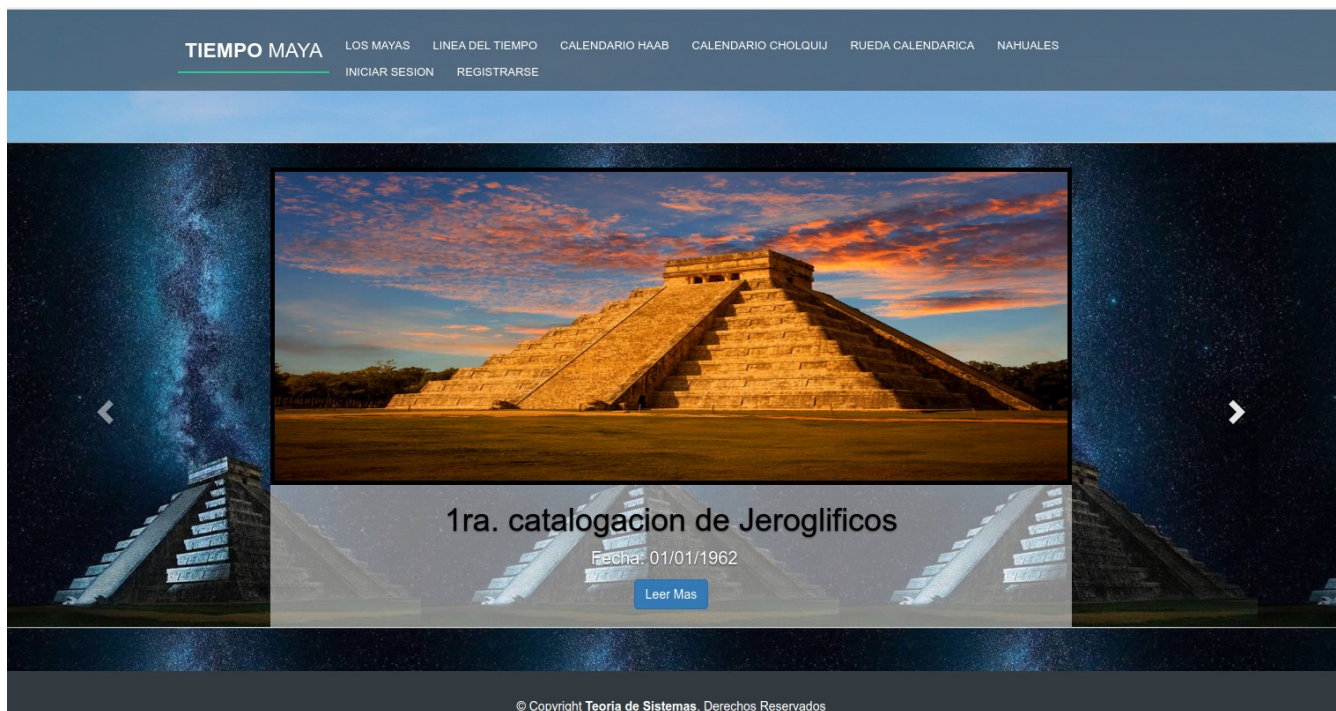 TIEMPO MAYA
LOS MAYAS LINEA DEL TIEMPO CALENDARIO HAAB CALENDARIO CHOLQUIJ RUEDA CALENDARICA NAHUALES
INICIAR SESION REGISTRARSE
1ra. catalogacion de Jeroglificos
Fecha: 01/01/1962
Leer Mas
© Copyright Teoria de Sistemas. Derechos Reservados